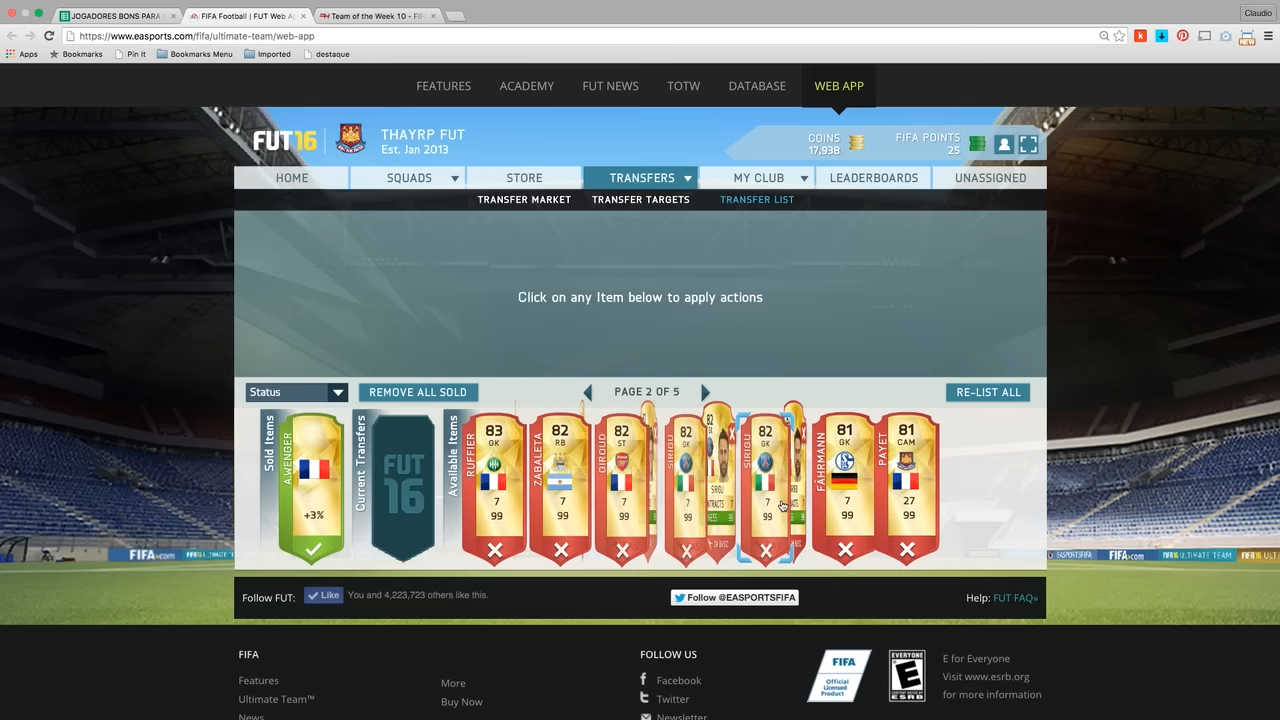 JOGADORES BONS PARA
FIFA Football | FUT Web A
Team of the Week 10 - FI
Claudio
https://www.easports.com/fifa/ultimate-team/web-app
NEW
Apps
Bookmarks
Pin It
Bookmarks Menu
Imported
destaque
FEATURES
ACADEMY
FUT NEWS
TOTW
DATABASE
WEB APP
FUT16
THAYRP FUT
Est. Jan 2013
COINS
17,938
FIFA POINTS
25
HOME
SQUADS
STORE
TRANSFERS
MY CLUB
LEADERBOARDS
UNASSIGNED
TRANSFER MARKET
TRANSFER TARGETS
TRANSFER LIST
Click on any Item below to apply actions
Status
REMOVE ALL SOLD
PAGE 2 OF 5
RE-LIST ALL
Sold Items
A.WENGER
+3%
Current Transfers
FUT
16
Available Items
RUFFIER
83
GK
7
99
ZABALETA
82
RB
7
99
GIROUD
82
ST
7
99
SIRIGU
82
GK
7
99
SIRIGU
SIRIGU
82
GK
7
99
FÄHRMANN
81
GK
7
99
PAYET
81
CAM
27
99
FIFA.com
Follow FUT:
Like
You and 4,223,723 others like this.
Follow @EASPORTSFIFA
Help: FUT FAQ»
FIFA
Features
Ultimate Team™
News
More
Buy Now
FOLLOW US
Facebook
Twitter
Newsletter
FIFA
Official
Licensed
Product
EVERYONE
E
ESRB
E for Everyone
Visit www.esrb.org
for more information